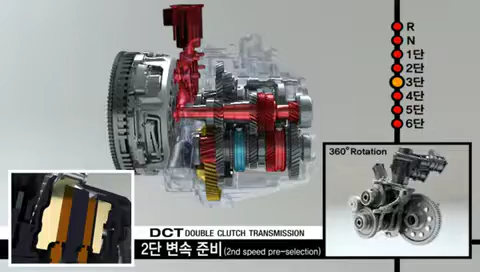 R
N
1단
2단
3단
4단
5단
6단
360° Rotation
DCT DOUBLE CLUTCH TRANSMISSION
2단 변속 준비 (2nd speed pre-selection)